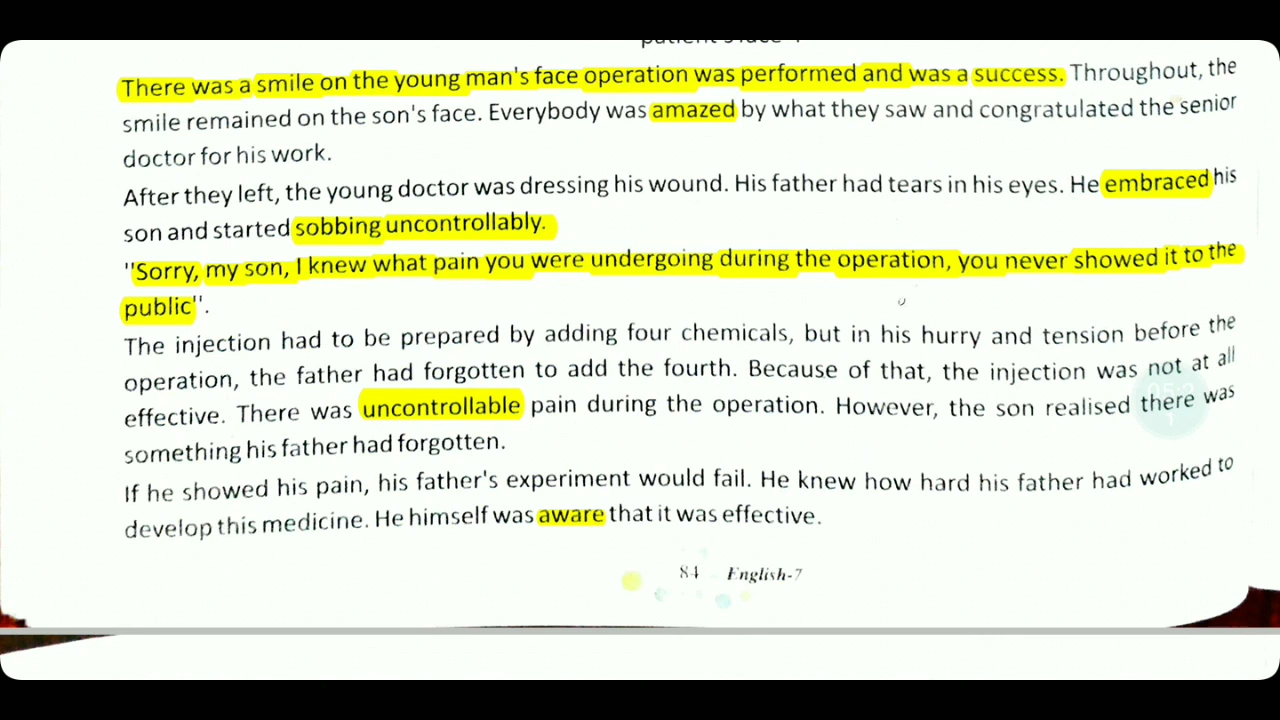 patient's face
There was a smile on the young man's face operation was performed and was a success. Throughout, the
smile remained on the son's face. Everybody was amazed by what they saw and congratulated the senior
doctor for his work.
After they left, the young doctor was dressing his wound. His father had tears in his eyes. He embraced his
son and started sobbing uncontrollably.
"Sorry, my son, I knew what pain you were undergoing during the operation, you never showed it to the
public".
The injection had to be prepared by adding four chemicals, but in his hurry and tension before the
operation, the father had forgotten to add the fourth. Because of that, the injection was not at all
effective. There was uncontrollable pain during the operation. However, the son realised there was
something his father had forgotten.
If he showed his pain, his father's experiment would fail. He knew how hard his father had worked to
develop this medicine. He himself was aware that it was effective.
84 English-7